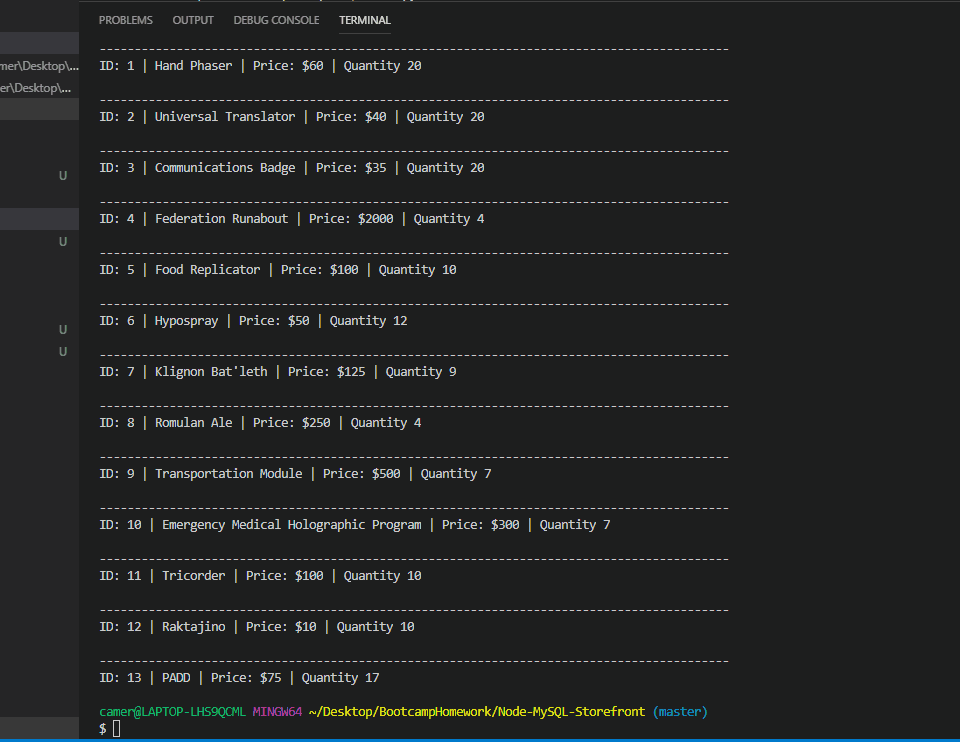 PROBLEMS OUTPUT DEBUG CONSOLE TERMINAL
------------------------------------------------------------------------------------------
ID: 1 | Hand Phaser | Price: $60 | Quantity 20
------------------------------------------------------------------------------------------
ID: 2 | Universal Translator | Price: $40 | Quantity 20
------------------------------------------------------------------------------------------
ID: 3 | Communications Badge | Price: $35 | Quantity 20
------------------------------------------------------------------------------------------
ID: 4 | Federation Runabout | Price: $2000 | Quantity 4
------------------------------------------------------------------------------------------
ID: 5 | Food Replicator | Price: $100 | Quantity 10
------------------------------------------------------------------------------------------
ID: 6 | Hypospray | Price: $50 | Quantity 12
------------------------------------------------------------------------------------------
ID: 7 | Klignon Bat'leth | Price: $125 | Quantity 9
------------------------------------------------------------------------------------------
ID: 8 | Romulan Ale | Price: $250 | Quantity 4
------------------------------------------------------------------------------------------
ID: 9 | Transportation Module | Price: $500 | Quantity 7
------------------------------------------------------------------------------------------
ID: 10 | Emergency Medical Holographic Program | Price: $300 | Quantity 7
------------------------------------------------------------------------------------------
ID: 11 | Tricorder | Price: $100 | Quantity 10
------------------------------------------------------------------------------------------
ID: 12 | Raktajino | Price: $10 | Quantity 10
------------------------------------------------------------------------------------------
ID: 13 | PADD | Price: $75 | Quantity 17
camer@LAPTOP-LHS9QCML MINGW64 ~/Desktop/BootcampHomework/Node-MySQL-Storefront (master)
$
mer\Desktop\...
er\Desktop\...
U
U
U
U